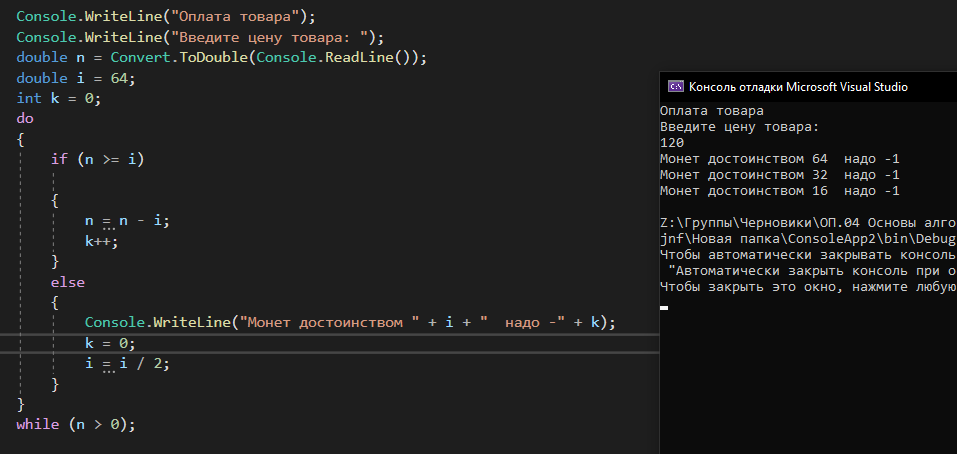 Console.WriteLine("Оплата товара");
Console.WriteLine("Введите цену товара: ");
double n = Convert.ToDouble(Console.ReadLine());
double i = 64;
int k = 0;
do
{
if (n >= i)
{
n = n - i;
k++;
}
else
{
Console.WriteLine("Монет достоинством " + i + "  надо -" + k);
k = 0;
i = i / 2;
}
}
while (n > 0);
Консоль отладки Microsoft Visual Studio
Оплата товара
Введите цену товара:
120
Монет достоинством 64  надо -1
Монет достоинством 32  надо -1
Монет достоинством 16  надо -1
Z:\Группы\Черновики\ОП.04 Основы алго
jnf\Новая папка\ConsoleApp2\bin\Debug
Чтобы автоматически закрывать консоль
"Автоматически закрыть консоль при о
Чтобы закрыть это окно, нажмите любую